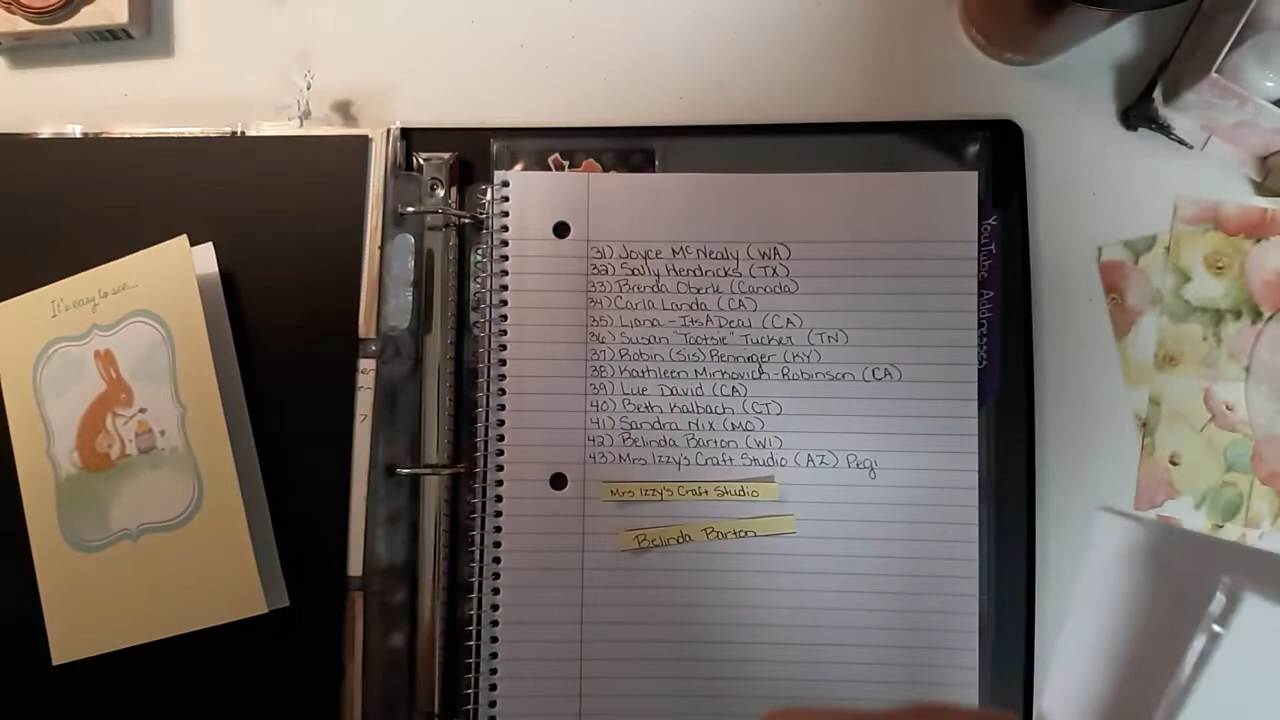 It's easy to see...
31) Joyce McNealy (WA)
32) Sally Hendricks (TX)
33) Brenda Oberle (Canada)
34) Carla Landa (CA)
35) Liana - ItsADeal (CA)
36) Susan "Tootsie" Tucker (TN)
37) Robin (Sis) Benninger (KY)
38) Kathleen Mirkovich-Robinson (CA)
39) Lue David (CA)
40) Beth Kalbach (CT)
41) Sandra Nix (MO)
42) Belinda Barton (WI)
43) Mrs Izzy's Craft Studio (AZ) Pegi
Mrs Izzy's Craft Studio
Belinda Barton
YouTube Addresses